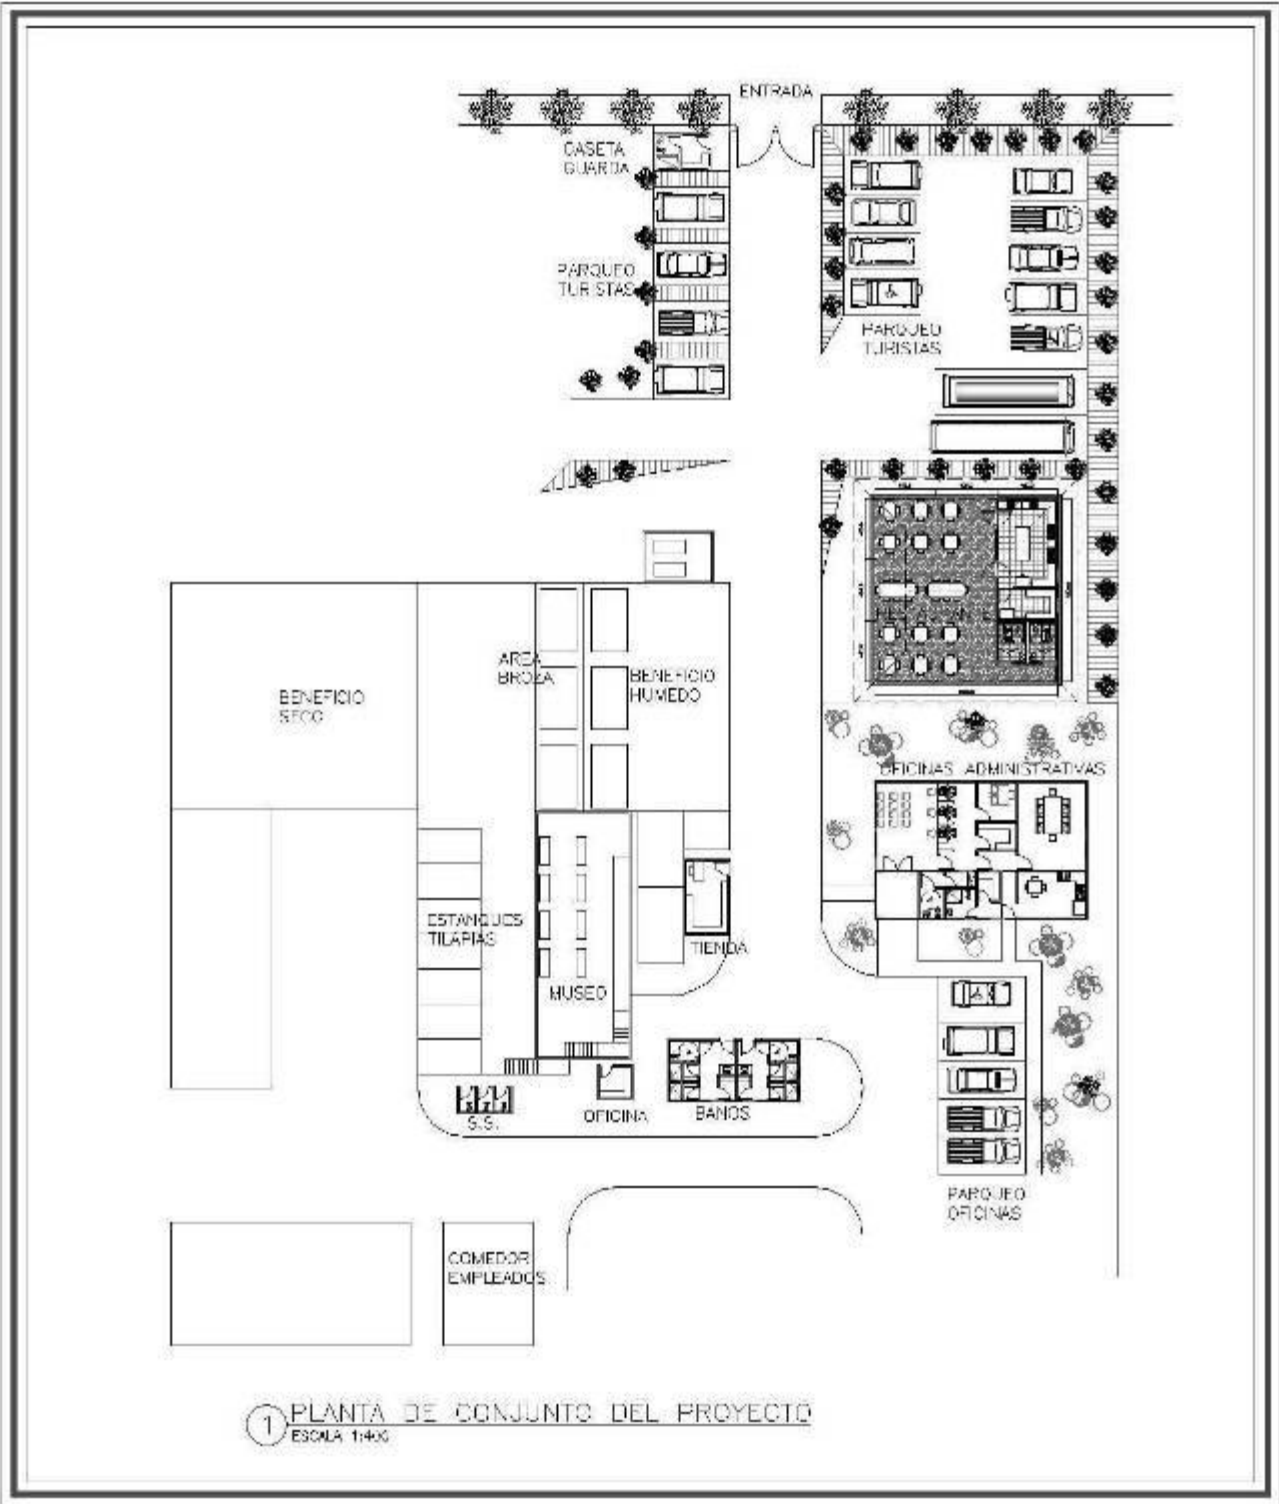 ENTRADA
CASETA
GUARDA
PARQUEO
TURISTAS
PARQUEO
TURISTAS
AREA
BROZA
BENEFICIO
HUMEDO
BENEFICIO
SECO
OFICINAS ADMINISTRATIVAS
ESTANQUES
TILAPIAS
TIENDA
MUSEO
S.S.
OFICINA
BANOS
PARQUEO
OFICINAS
COMEDOR
EMPLEADOS
1
PLANTA DE CONJUNTO DEL PROYECTO
ESCALA 1:400